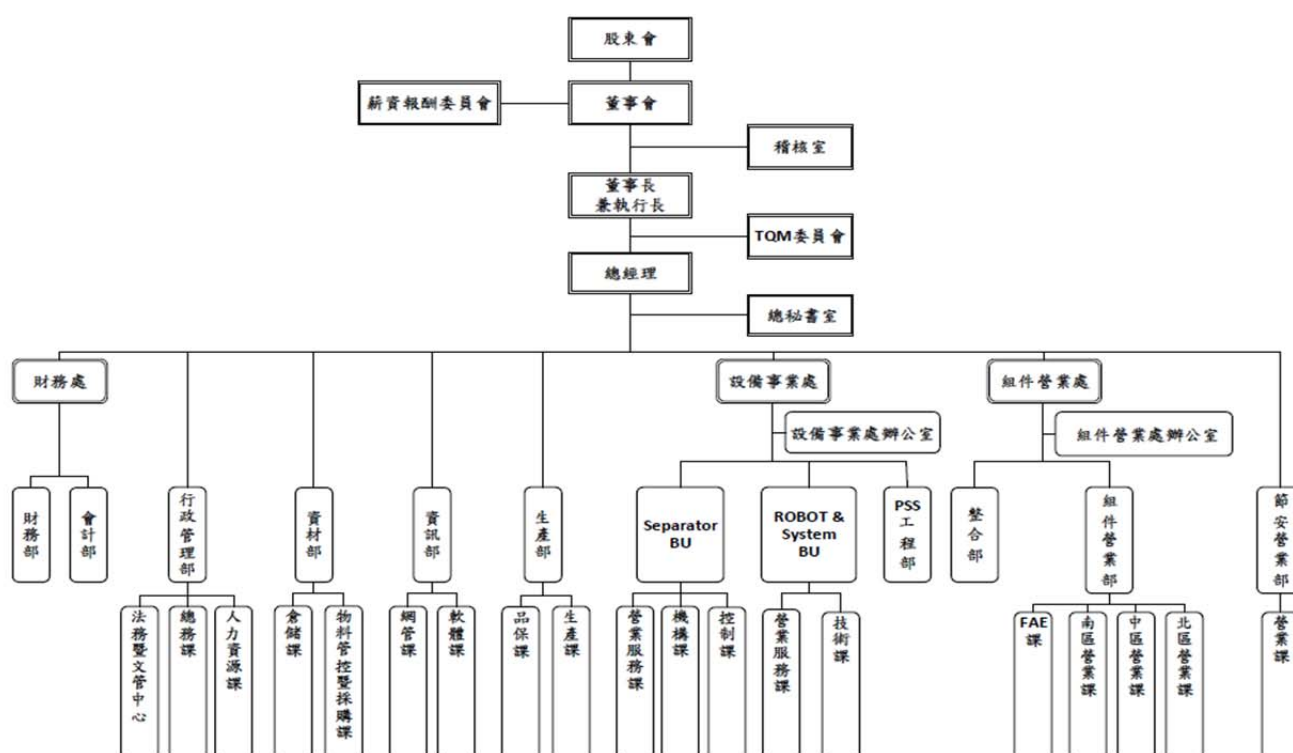 股東會
薪資報酬委員會
董事會
稽核室
董事長
兼執行長
TQM委員會
總經理
總秘書室
財務處
設備事業處
組件營業處
設備事業處辦公室
組件營業處辦公室
財務部
會計部
行政管理部
資材部
資訊部
生產部
Separator
BU
ROBOT &
System
BU
PSS
工程部
整合部
組件營業部
節安營業部
法務暨文管中心
總務課
人力資源課
倉儲課
物料管控暨採購課
網管課
軟體課
品保課
生產課
營業服務課
機構課
控制課
營業服務課
技術課
FAE
課
南區營業課
中區營業課
北區營業課
營業課